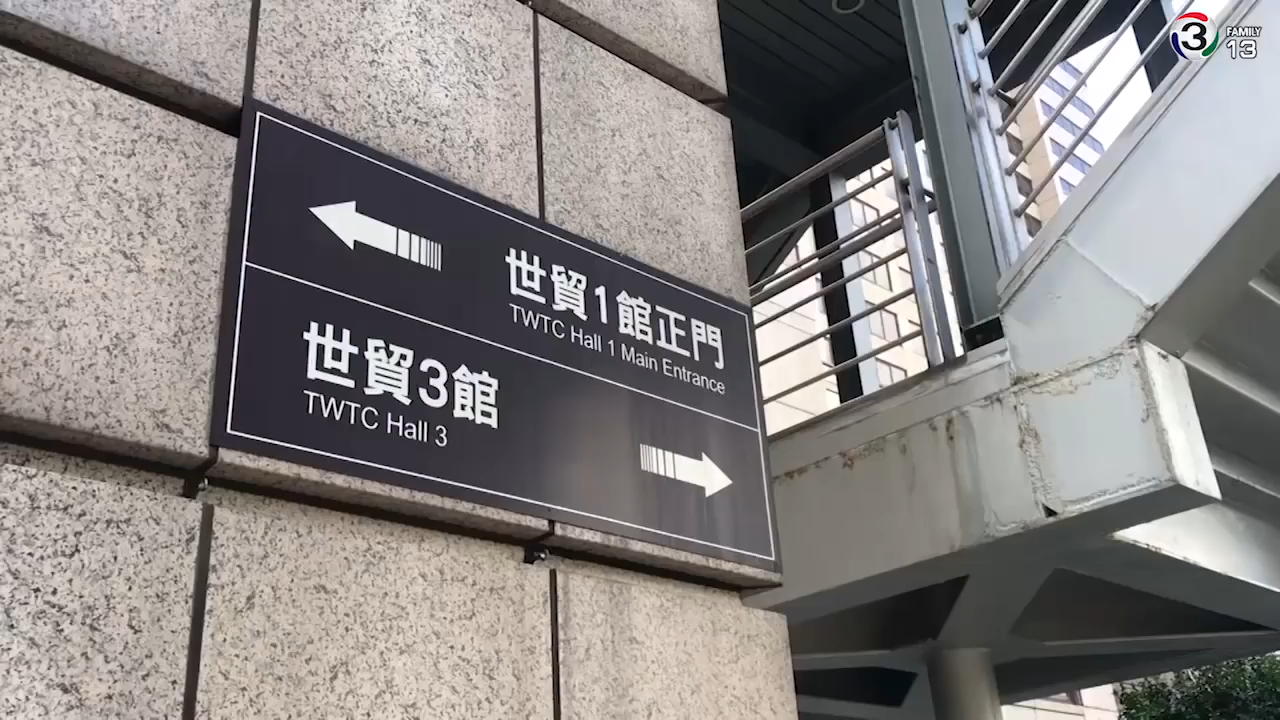 世貿1館正門
TWTC Hall 1 Main Entrance
世貿3館
TWTC Hall 3
3 FAMILY
13